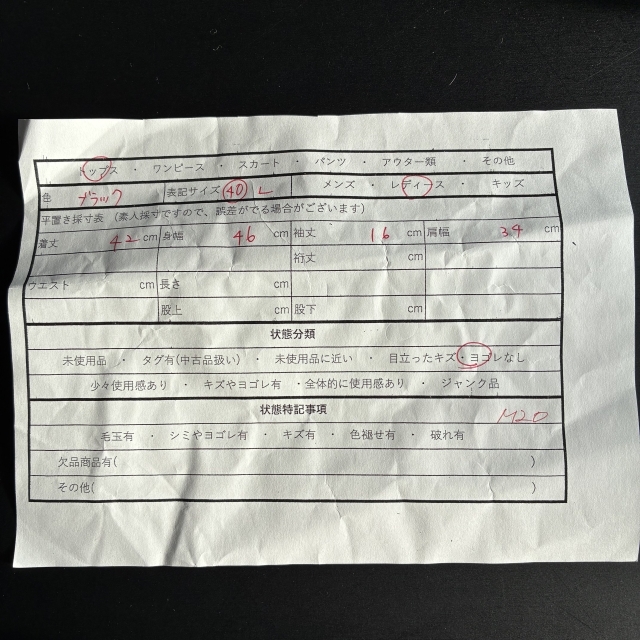 トップス ・ ワンピース ・ スカート ・ パンツ ・ アウター類 ・ その他
色 ブラック 表記サイズ 40 L メンズ ・ レディース ・ キッズ
平置き採寸表 (素人採寸ですので、誤差がでる場合がございます)
着丈 42 cm 身幅 46 cm 袖丈 16 cm 肩幅 34 cm
裄丈 cm
ウエスト cm 長さ cm
股上 cm 股下 cm
状態分類
未使用品 ・ タグ有(中古品扱い) ・ 未使用品に近い ・ 目立ったキズ・ヨゴレなし
少々使用感あり ・ キズやヨゴレ有 ・全体的に使用感あり ・ ジャンク品
状態特記事項 M20
毛玉有 ・ シミやヨゴレ有 ・ キズ有 ・ 色褪せ有 ・ 破れ有
欠品商品有( )
その他( )